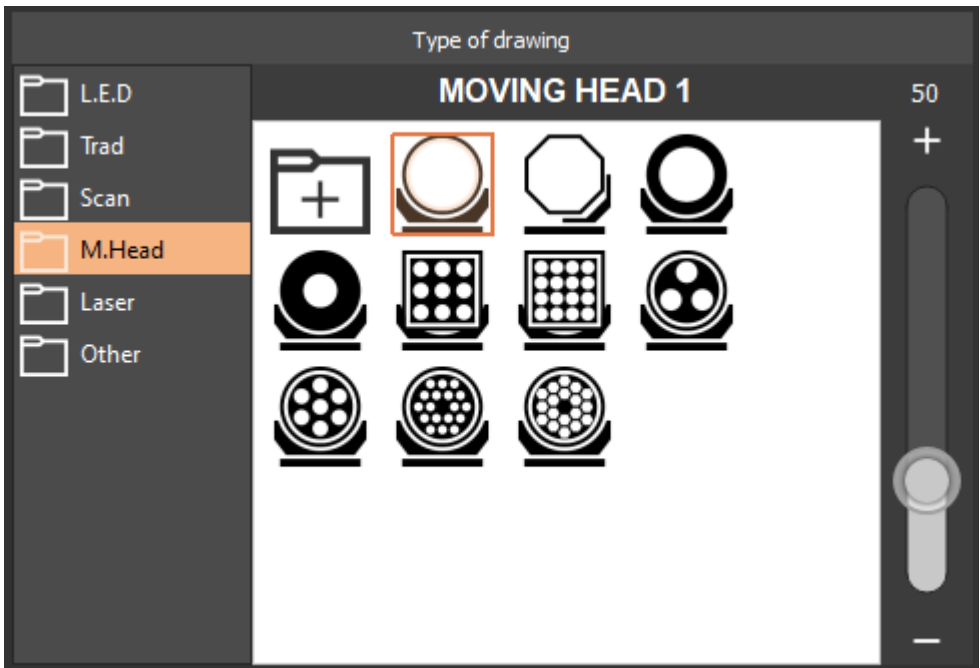 Type of drawing
L.E.D
Trad
Scan
M.Head
Laser
Other
MOVING HEAD 1
50
+
−